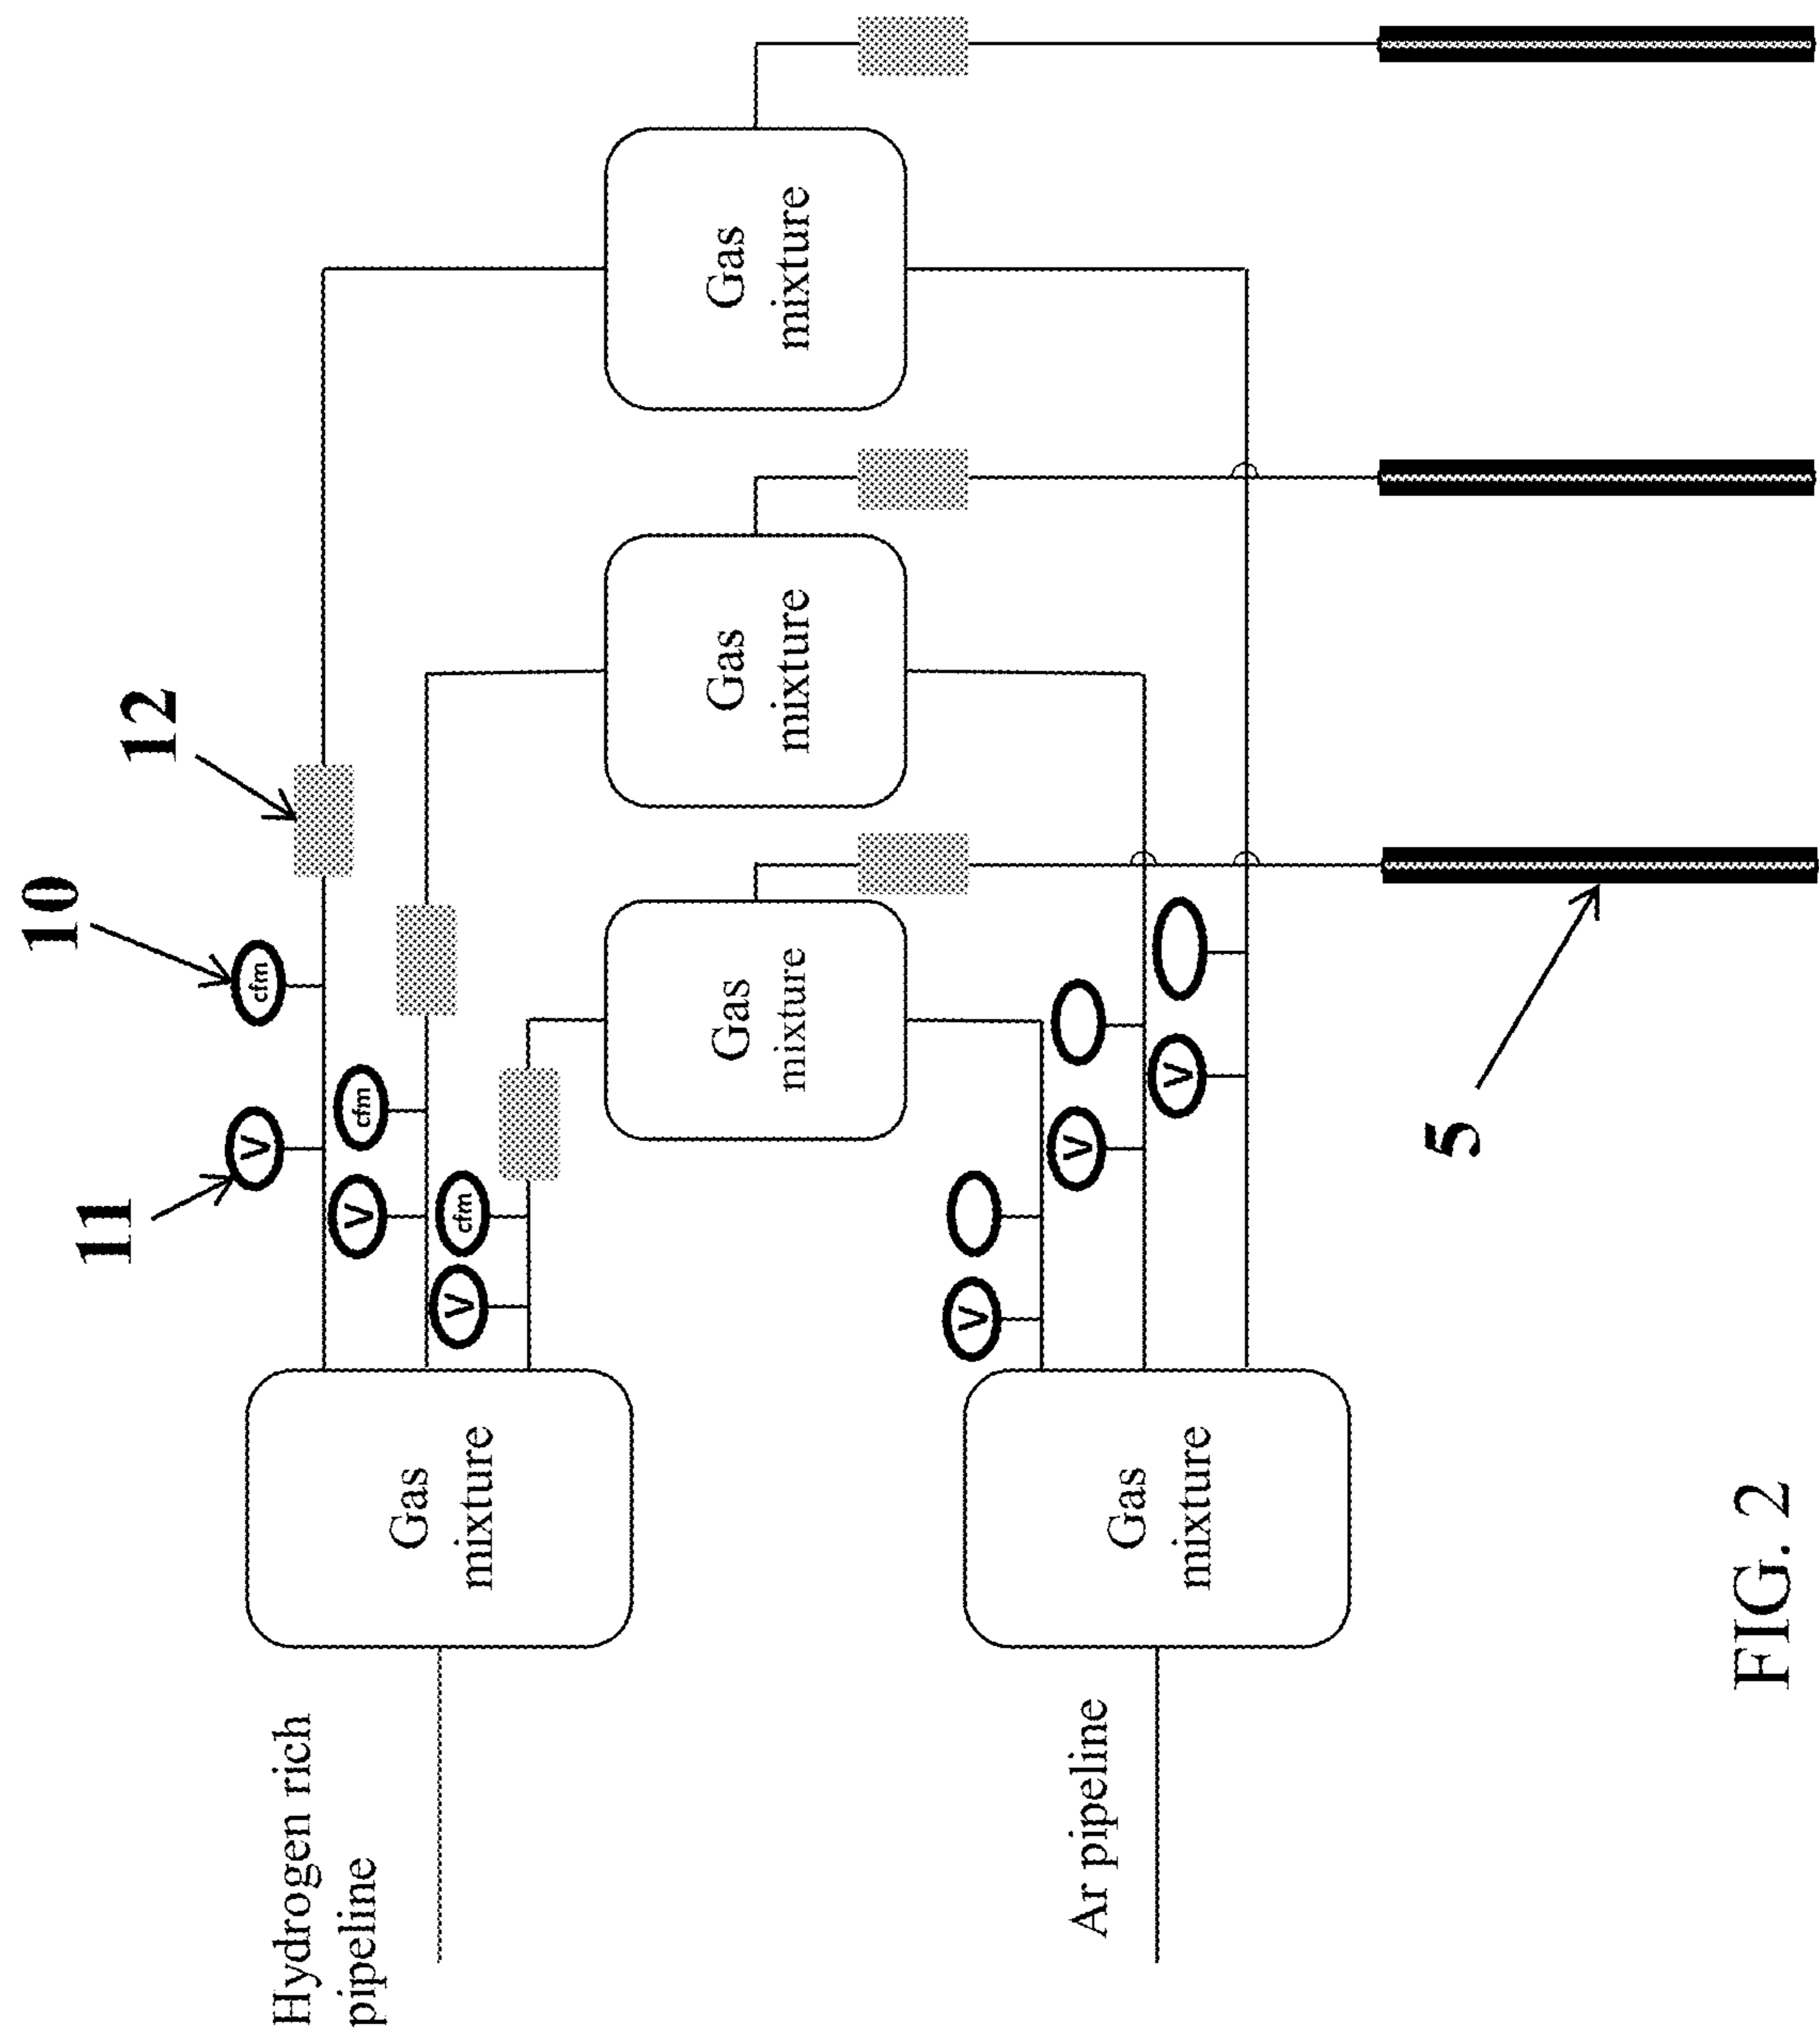 Hydrogen rich
pipeline
Gas
mixture
11
10
12
V
cfm
V
cfm
V
cfm
Gas
mixture
Gas
mixture
Gas
mixture
Ar pipeline
Gas
mixture
V
V
V
5
FIG. 2